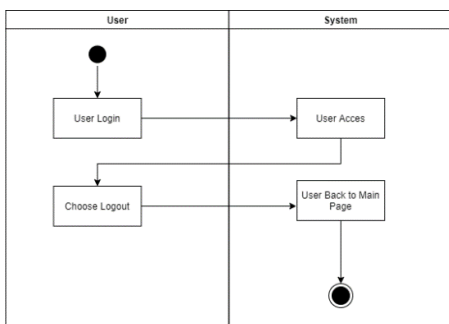 User
System
User Login
User Acces
Choose Logout
User Back to Main
Page